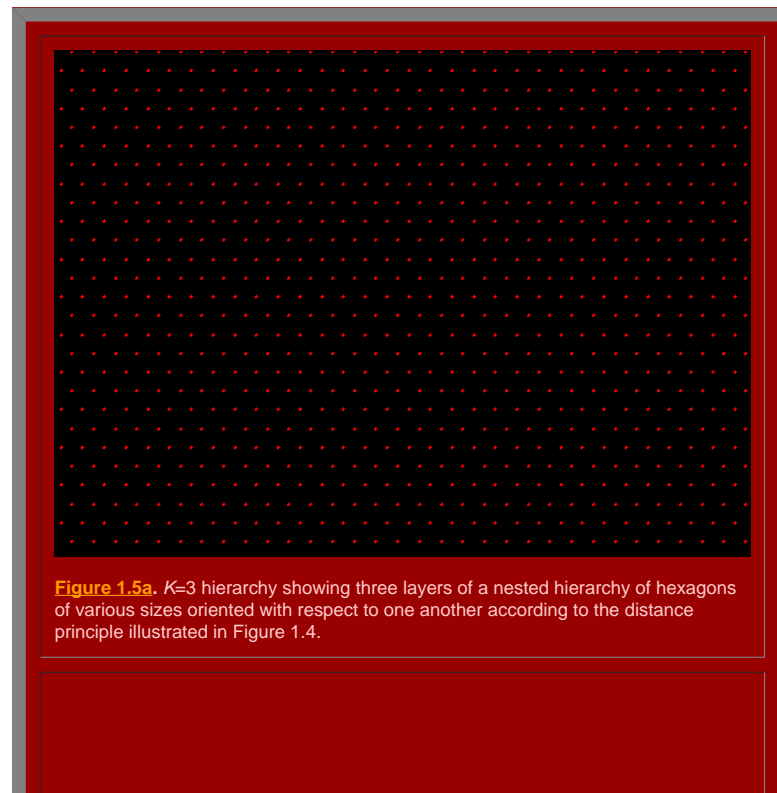 Figure 1.5a. K=3 hierarchy showing three layers of a nested hierarchy of hexagons
of various sizes oriented with respect to one another according to the distance
principle illustrated in Figure 1.4.